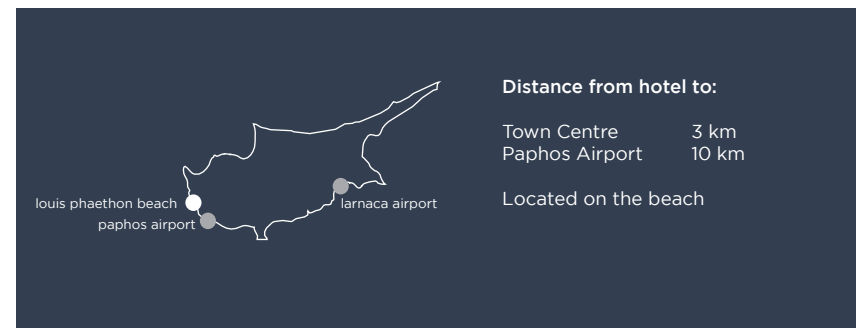 Distance from hotel to:
Town Centre 3 km
Paphos Airport 10 km
Located on the beach
louis phaethon beach
paphos airport
larnaca airport